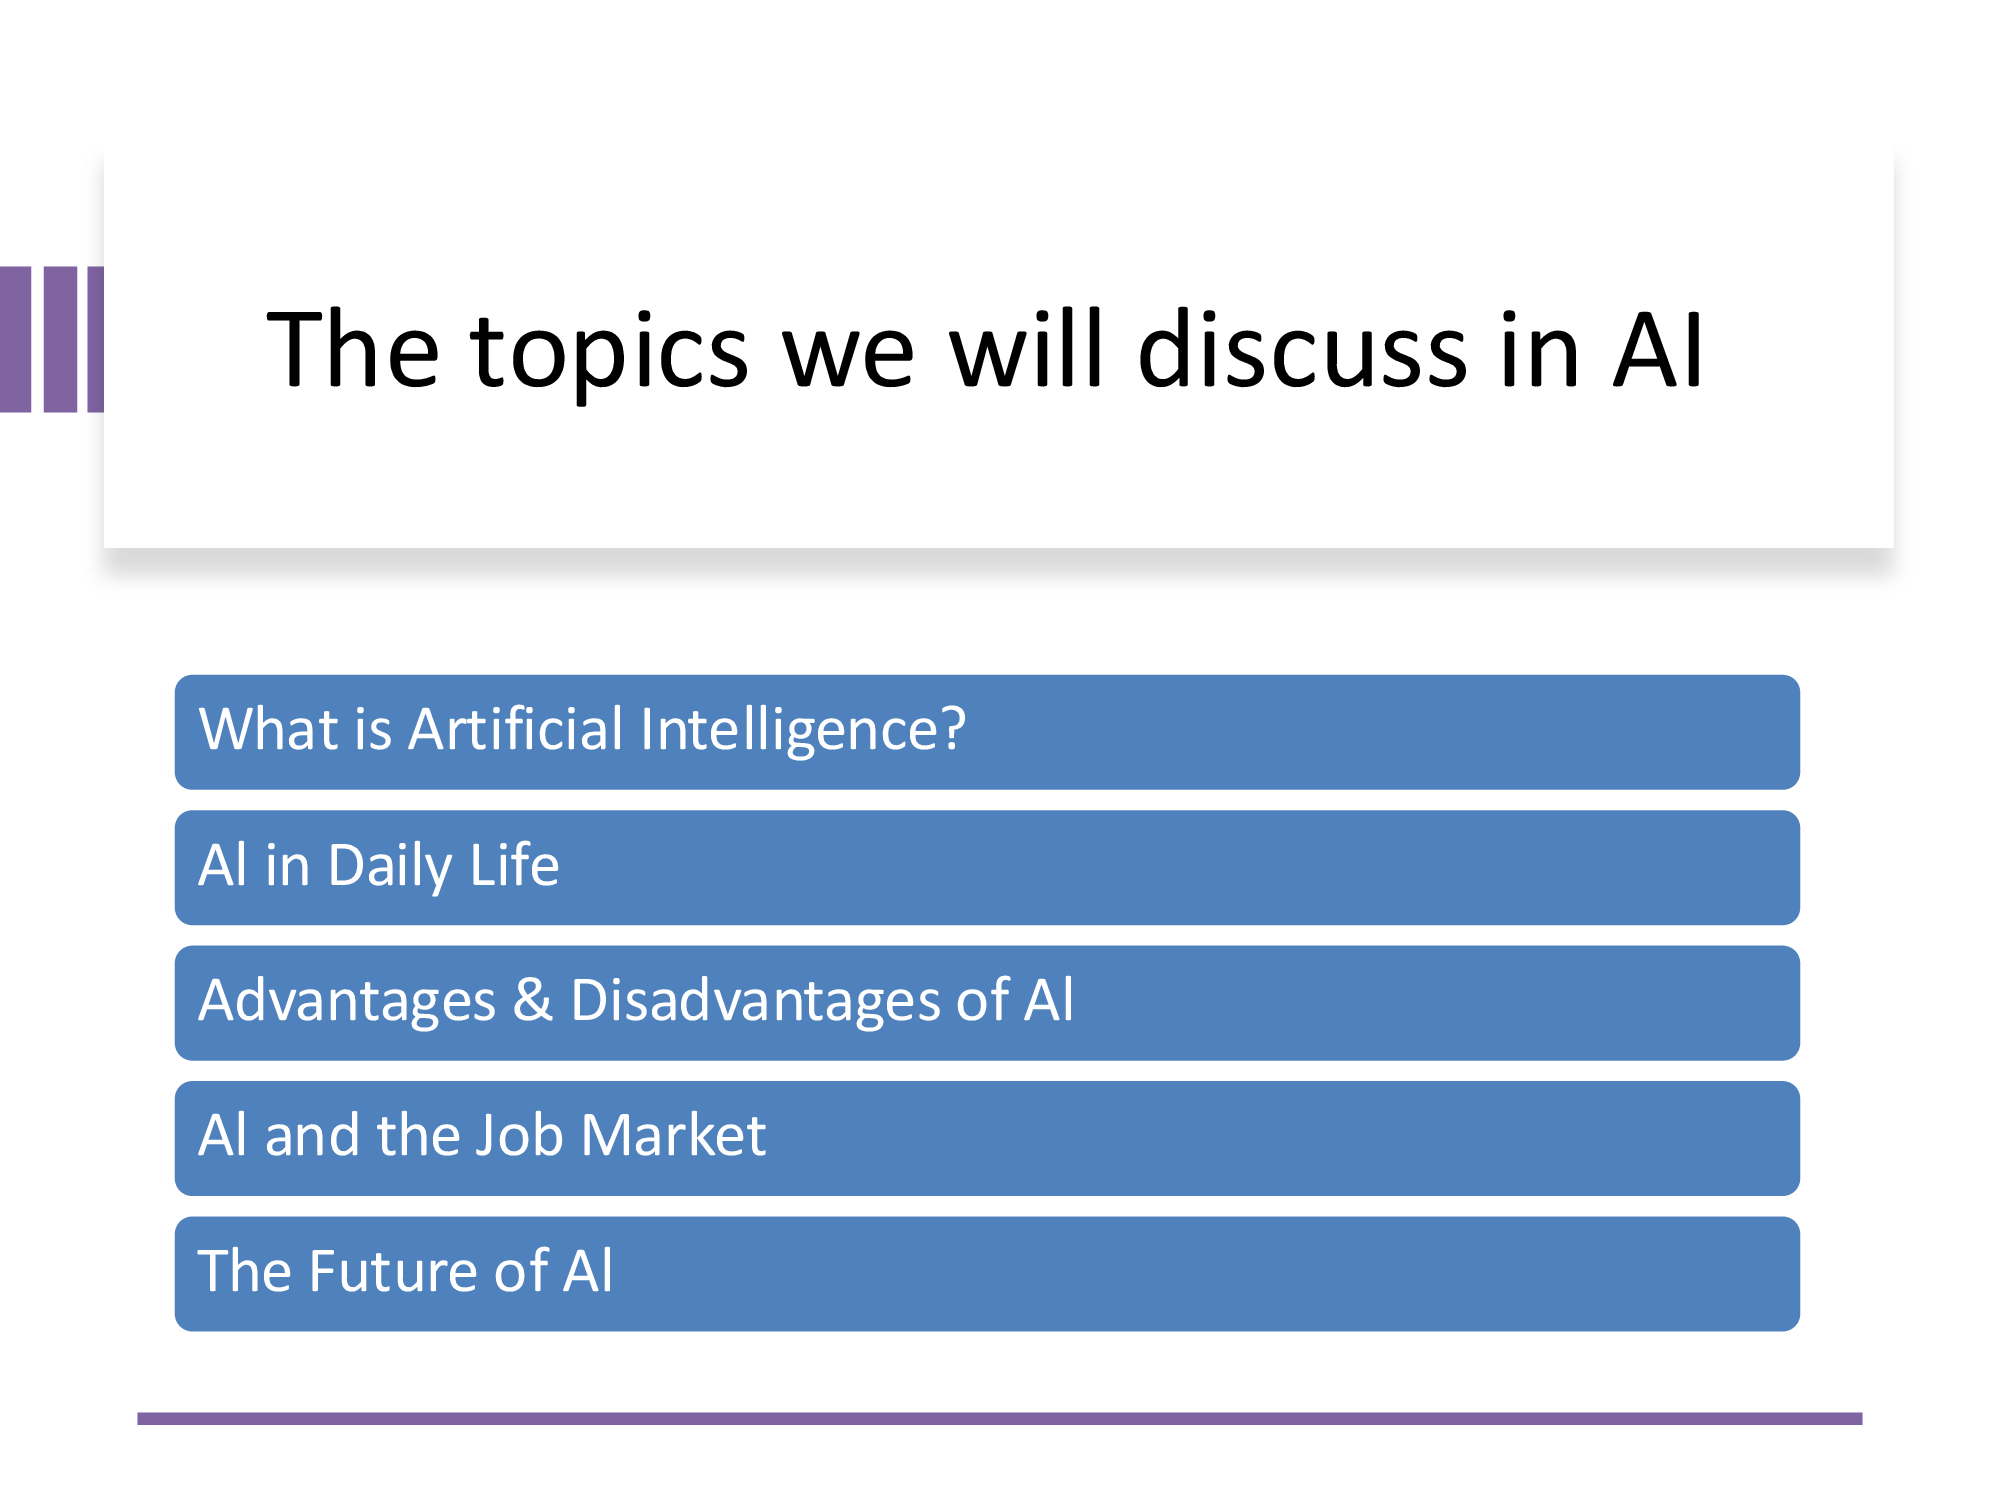 The topics we will discuss in AI
What is Artificial Intelligence?
AI in Daily Life
Advantages & Disadvantages of AI
AI and the Job Market
The Future of AI